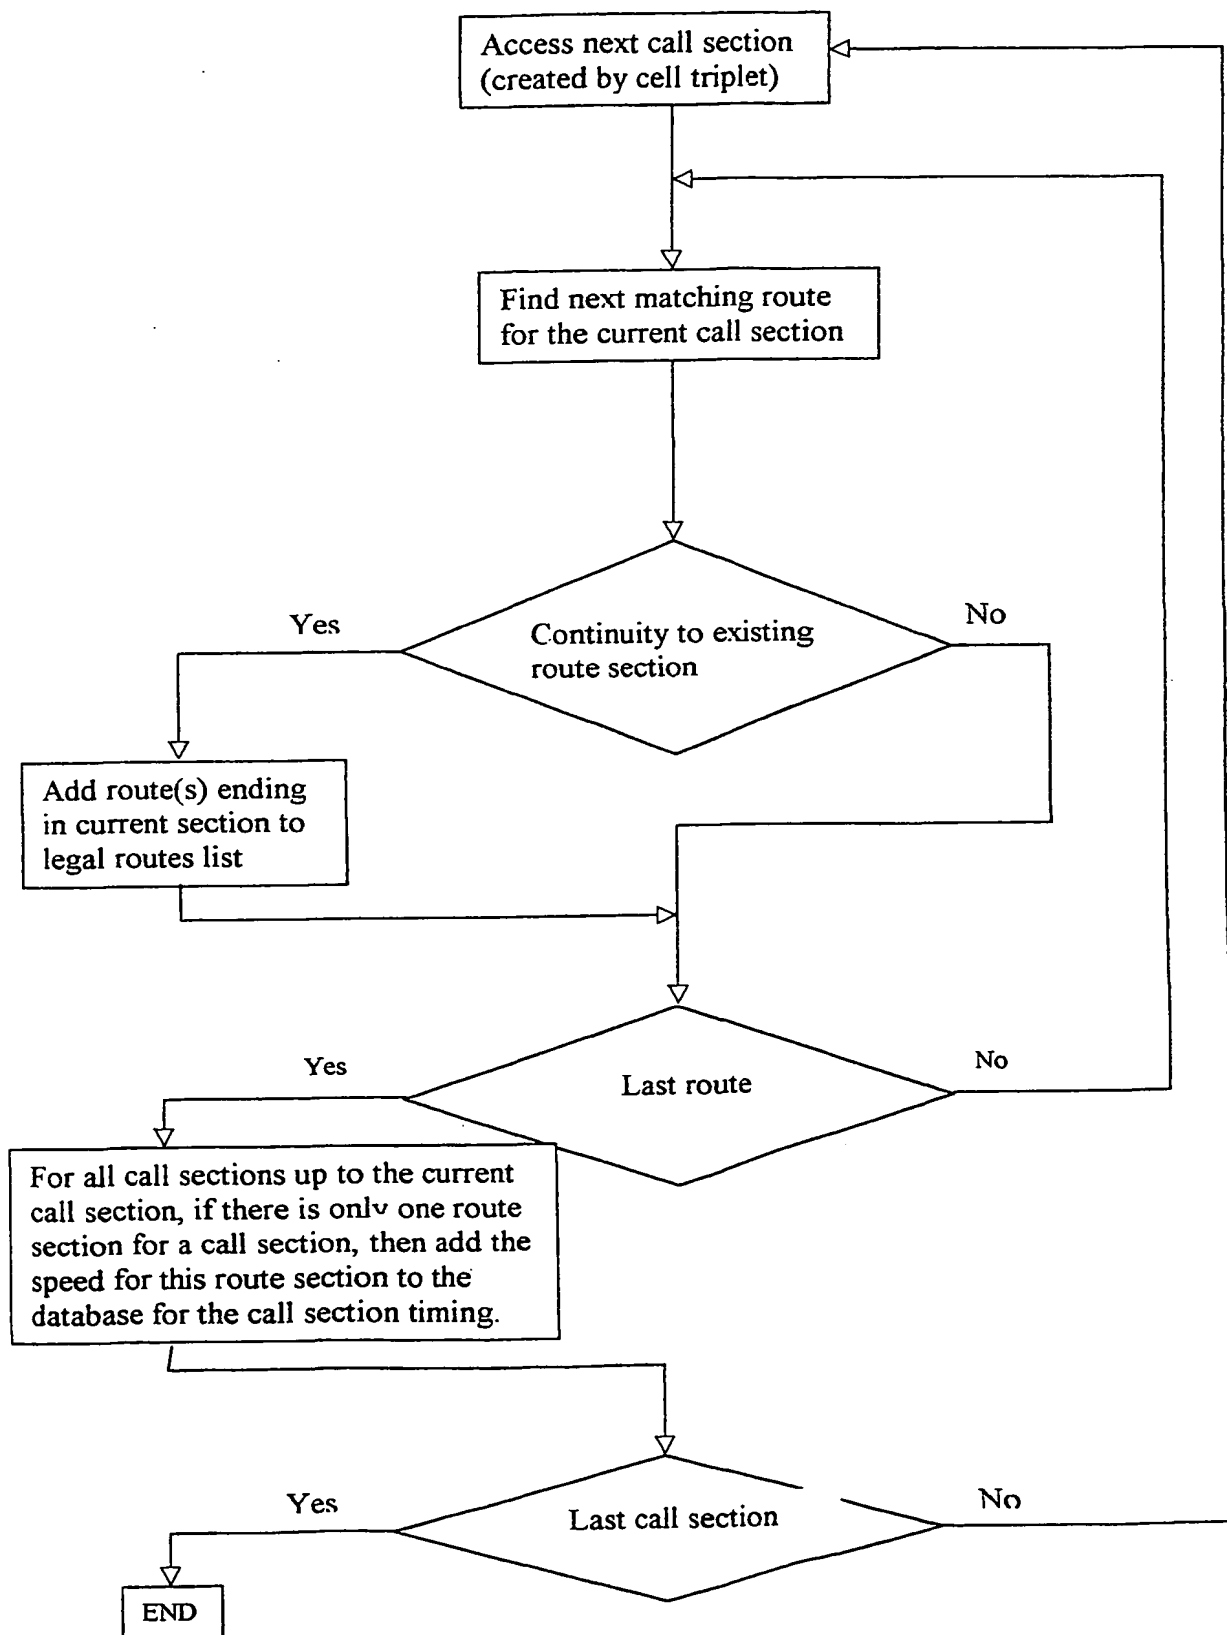 Access next call section
(created by cell triplet)
Find next matching route
for the current call section
Yes
No
Continuity to existing
route section
Add route(s) ending
in current section to
legal routes list
Yes
No
Last route
For all call sections up to the current
call section, if there is only one route
section for a call section, then add the
speed for this route section to the
database for the call section timing.
Yes
No
Last call section
END